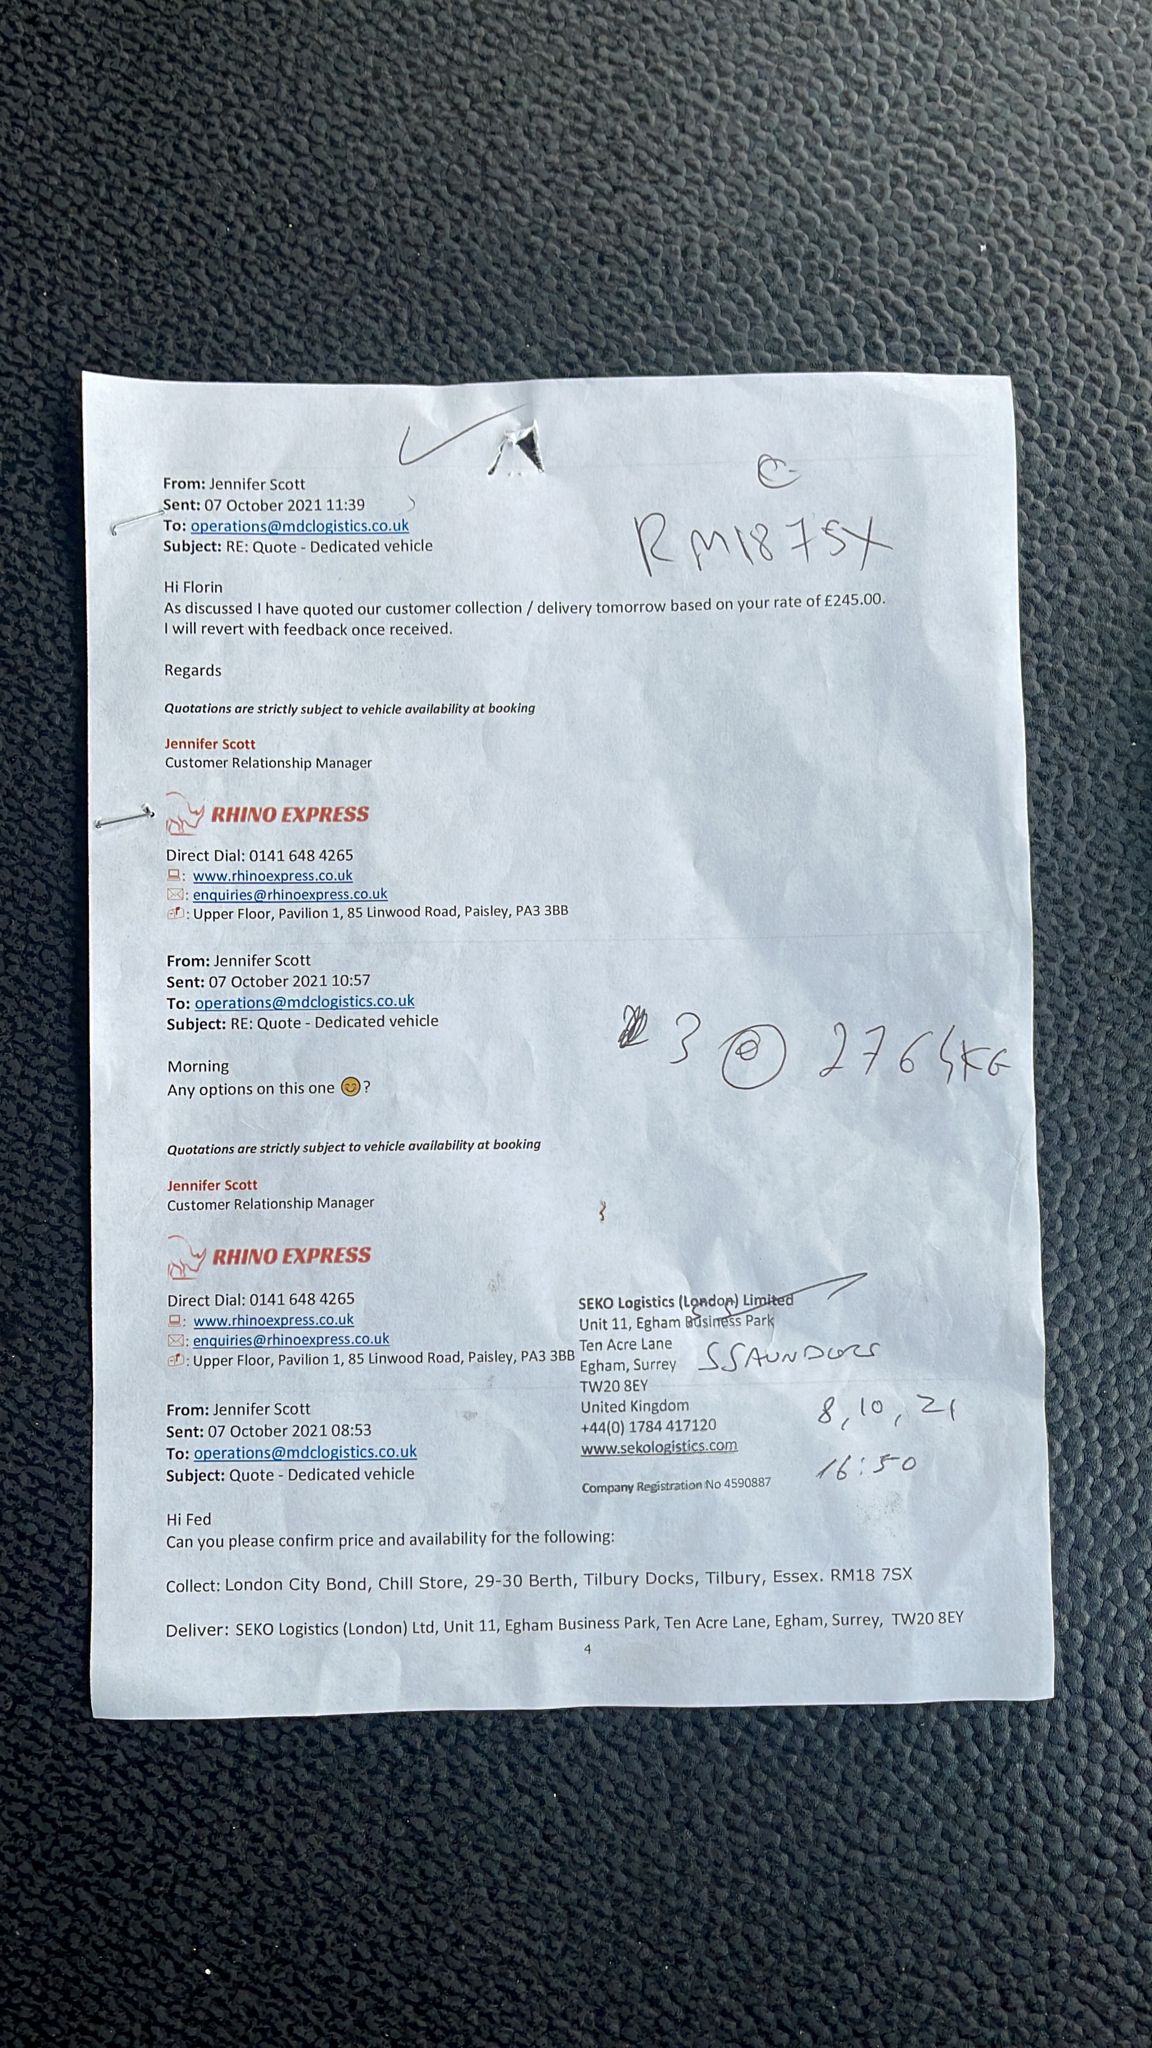 From: Jennifer Scott
Sent: 07 October 2021 11:39
To: operations@mdclogistics.co.uk
Subject: RE: Quote - Dedicated vehicle
RM18 7SX
Hi Florin
As discussed I have quoted our customer collection / delivery tomorrow based on your rate of £245.00.
I will revert with feedback once received.
Regards
Quotations are strictly subject to vehicle availability at booking
Jennifer Scott
Customer Relationship Manager
RHINO EXPRESS
Direct Dial: 0141 648 4265
: www.rhinoexpress.co.uk
: enquiries@rhinoexpress.co.uk
: Upper Floor, Pavilion 1, 85 Linwood Road, Paisley, PA3 3BB
From: Jennifer Scott
Sent: 07 October 2021 10:57
To: operations@mdclogistics.co.uk
Subject: RE: Quote - Dedicated vehicle
3 @ 276 KG
Morning
Any options on this one 😊?
Quotations are strictly subject to vehicle availability at booking
Jennifer Scott
Customer Relationship Manager
RHINO EXPRESS
Direct Dial: 0141 648 4265
: www.rhinoexpress.co.uk
: enquiries@rhinoexpress.co.uk
: Upper Floor, Pavilion 1, 85 Linwood Road, Paisley, PA3 3BB
SEKO Logistics (London) Limited
Unit 11, Egham Business Park
Ten Acre Lane
Egham, Surrey
TW20 8EY
United Kingdom
+44(0) 1784 417120
www.sekologistics.com
Company Registration No 4590887
S SAUNDERS
8, 10, 21
16:50
From: Jennifer Scott
Sent: 07 October 2021 08:53
To: operations@mdclogistics.co.uk
Subject: Quote - Dedicated vehicle
Hi Fed
Can you please confirm price and availability for the following:
Collect: London City Bond, Chill Store, 29-30 Berth, Tilbury Docks, Tilbury, Essex. RM18 7SX
Deliver: SEKO Logistics (London) Ltd, Unit 11, Egham Business Park, Ten Acre Lane, Egham, Surrey, TW20 8EY
4